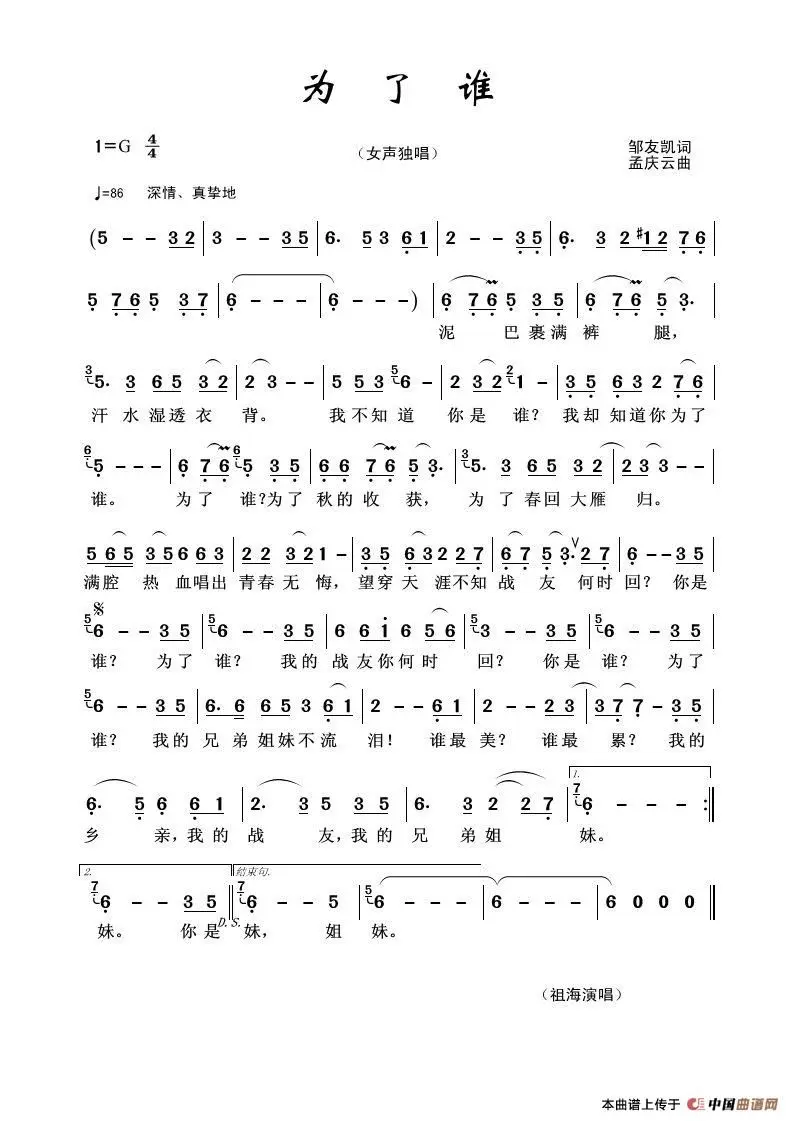 为了谁
1=G 4/4
（女声独唱）
邹友凯词
孟庆云曲
♩=86 深情、真挚地
(5 - - 3 2 | 3 - - 3 5 | 6. 5 3 6 1 | 2 - - 3 5 | 6. 3 2 #1 2 7 6 |
5 7 6 5 3 7 | 6 - - - | 6 - - -) | 6 7 6 5 3 5 | 6 7 6 5 3. |
泥 巴裹满裤 腿，
3 5. 3 6 5 3 2 | 2 3 - - | 5 5 3 5 6 - | 2 3 2 2 1 - | 3 5 6 3 2 7 6 |
汗水湿透衣 背。 我不知道 你是 谁？ 我却知道你为了
6 5 - - - | 6 7 6 6 5 3 5 | 6 6 7 6 5 3. | 3 5. 3 6 5 3 2 | 2 3 3 - - |
谁。 为了 谁？为了秋的收 获， 为了春回大雁 归。
5 6 5 3 5 6 6 3 | 2 2 3 2 1 - | 3 5 6 3 2 2 7 | 6 7 5 3. V 2 7 | 6 - - 3 5 |
满腔 热 血唱出青春无 悔，望穿天 涯不知战 友 何时回？ 你是
5 6 - - 3 5 | 5 6 - - 3 5 | 6 6 1 6 5 6 | 5 3 - - 3 5 | 5 6 - - 3 5 |
谁？ 为了 谁？ 我的战友你何时 回？ 你是 谁？ 为了
5 6 - - 3 5 | 6. 6 6 5 3 6 1 | 2 - - 6 1 | 2 - - 2 3 | 3 7 7 - 3 5 |
谁？ 我的兄弟姐妹不流 泪！ 谁最美？ 谁最 累？ 我的
1.
6. 5 6 6 1 | 2. 3 5 3 5 | 6. 3 2 2 7 | 7 6 - - - :|
乡 亲，我的战 友，我的兄 弟姐 妹。
2. 结束句.
7 6 - - 3 5 || 7 6 - - 5 | 5 6 - - - | 6 - - - | 6 0 0 0 ||
D.S.
妹。 你是妹， 姐 妹。
（祖海演唱）
本曲谱上传于 中国曲谱网